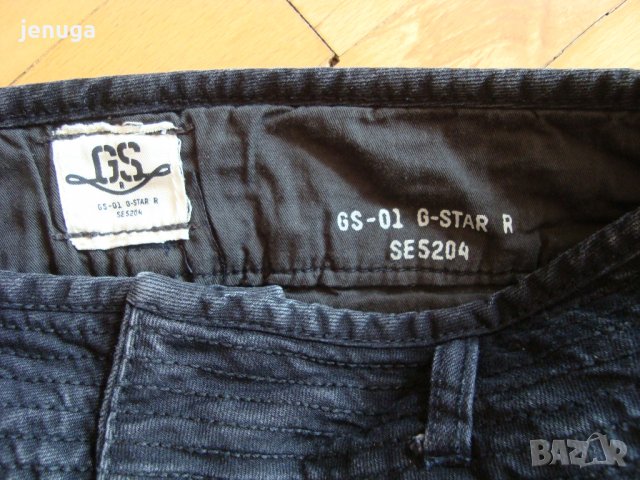 jenuga
GS
R
GS-01 G-STAR R
SE5204
GS-01 G-STAR R
SE5204
BAZAR